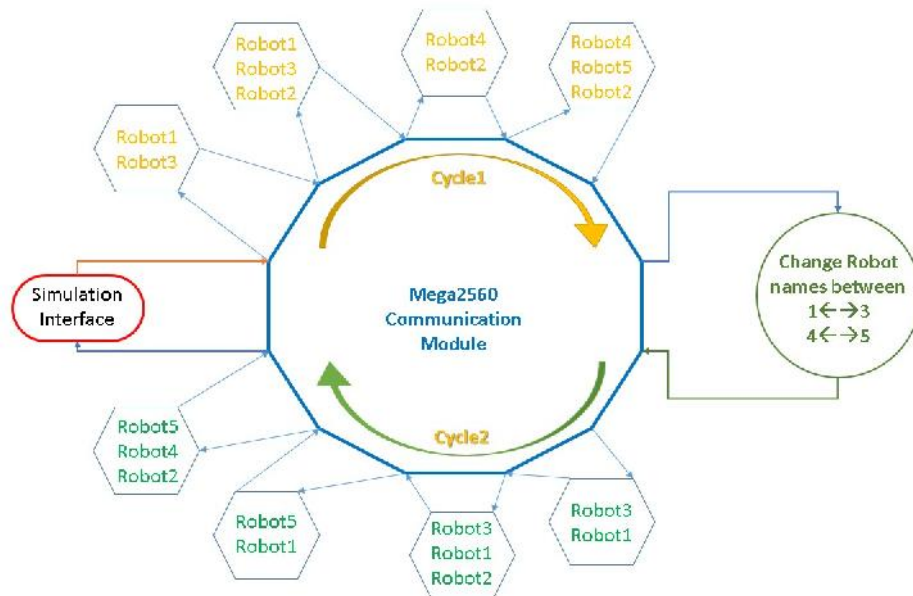 Robot1
Robot3
Robot2
Robot4
Robot2
Robot4
Robot5
Robot2
Robot1
Robot3
Cycle1
Simulation
Interface
Mega2560
Communication
Module
Change Robot
names between
1←→3
4←→5
Cycle2
Robot5
Robot4
Robot2
Robot5
Robot1
Robot3
Robot1
Robot2
Robot3
Robot1